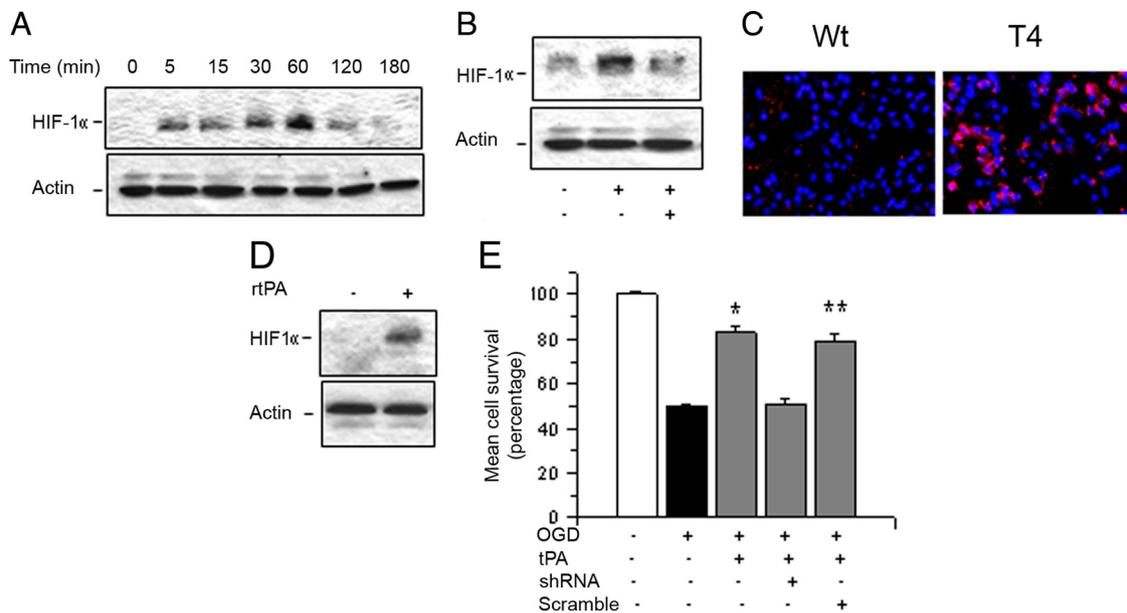 A
Time (min) 0 5 15 30 60 120 180
HIF-1α
Actin
B
HIF-1α
Actin
- + +
- - +
C
Wt T4
D
rtPA - +
HIF1α
Actin
E
Mean cell survival
(percentage)
100
80
60
40
20
0
* **
OGD - + + + +
tPA - - + + +
shRNA - - - + -
Scramble - - - - +